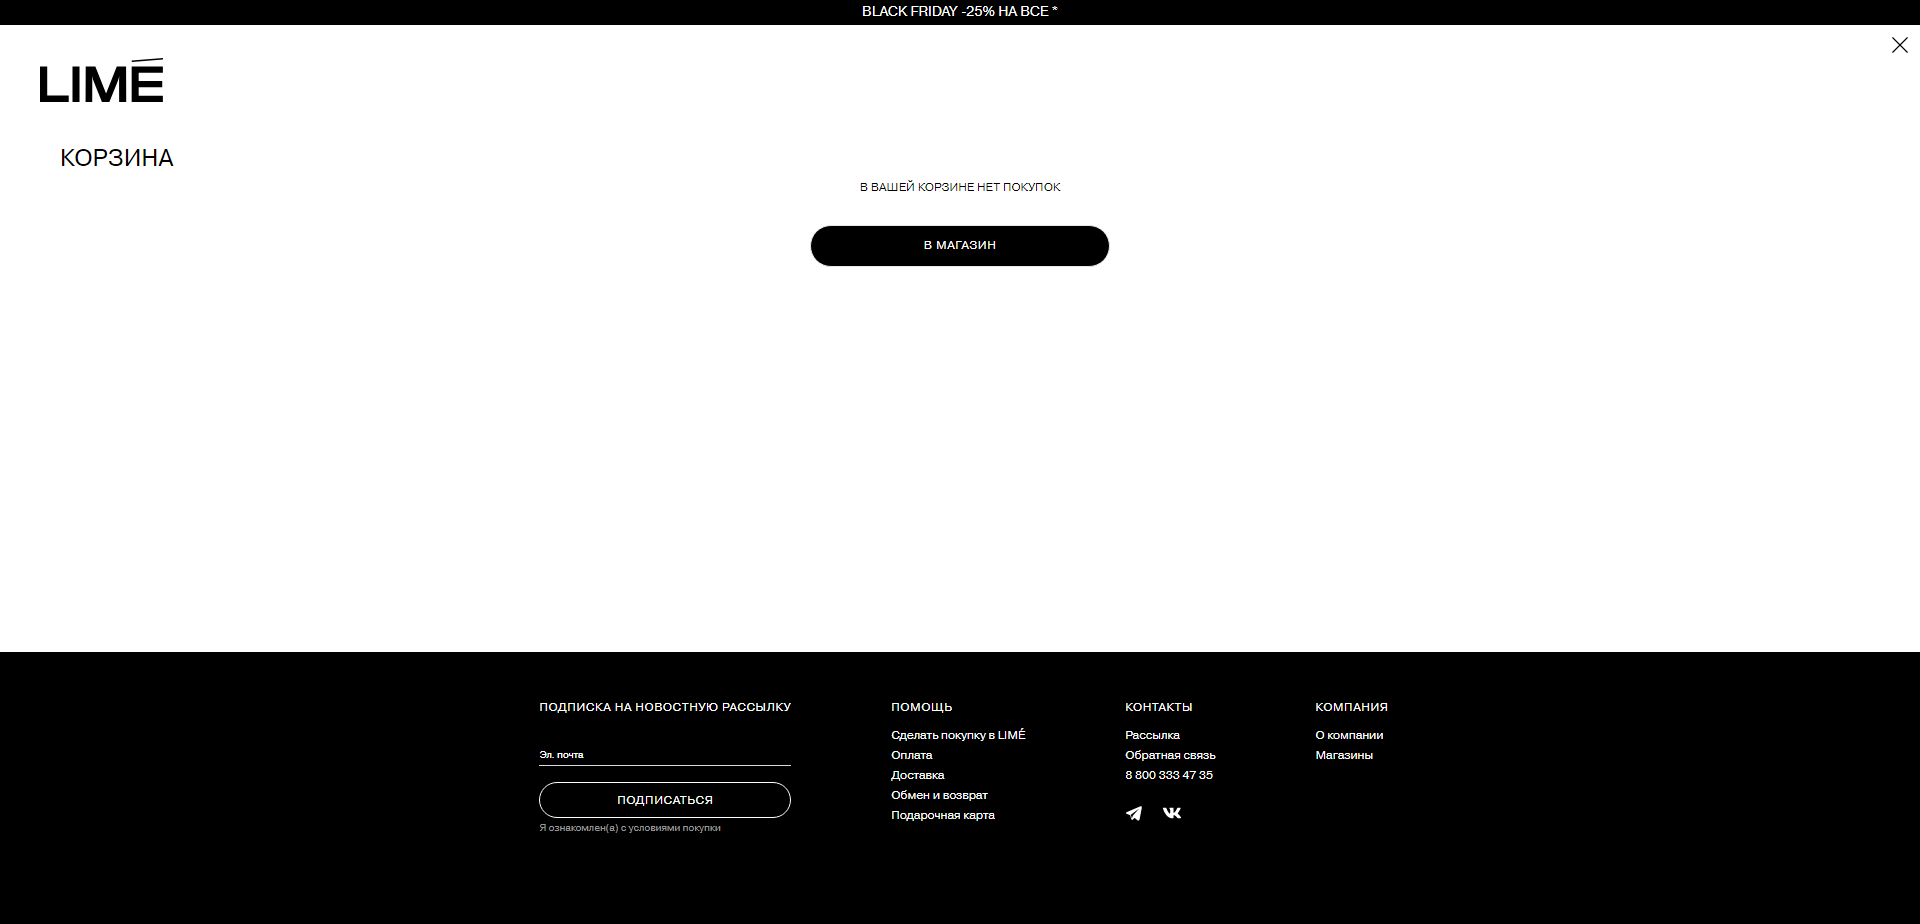 BLACK FRIDAY -25% НА ВСЕ *
LIMÉ
КОРЗИНА
В ВАШЕЙ КОРЗИНЕ НЕТ ПОКУПОК
В МАГАЗИН
ПОДПИСКА НА НОВОСТНУЮ РАССЫЛКУ
Эл. почта
ПОДПИСАТЬСЯ
Я ознакомлен(а) с условиями покупки
ПОМОЩЬ
Сделать покупку в LIMÉ
Оплата
Доставка
Обмен и возврат
Подарочная карта
КОНТАКТЫ
Рассылка
Обратная связь
8 800 333 47 35
КОМПАНИЯ
О компании
Магазины